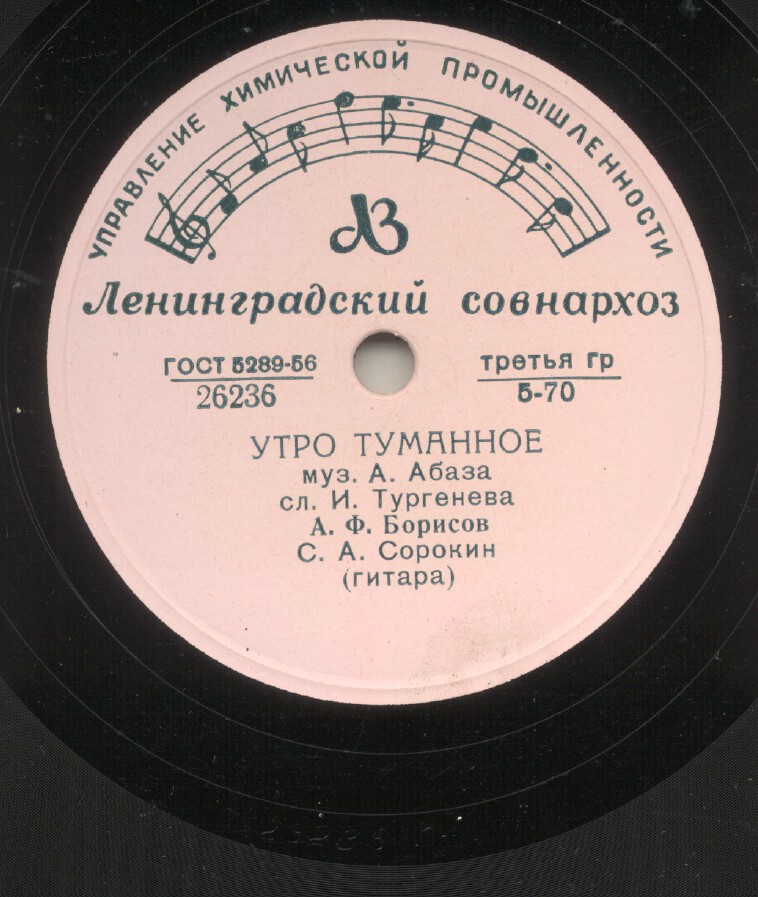 УПРАВЛЕНИЕ ХИМИЧЕСКОЙ ПРОМЫШЛЕННОСТИ
ЛЗ
Ленинградский совнархоз
ГОСТ 5289-56
26236
третья гр
5-70
УТРО ТУМАННОЕ
муз. А. Абаза
сл. И. Тургенева
А. Ф. Борисов
С. А. Сорокин
(гитара)